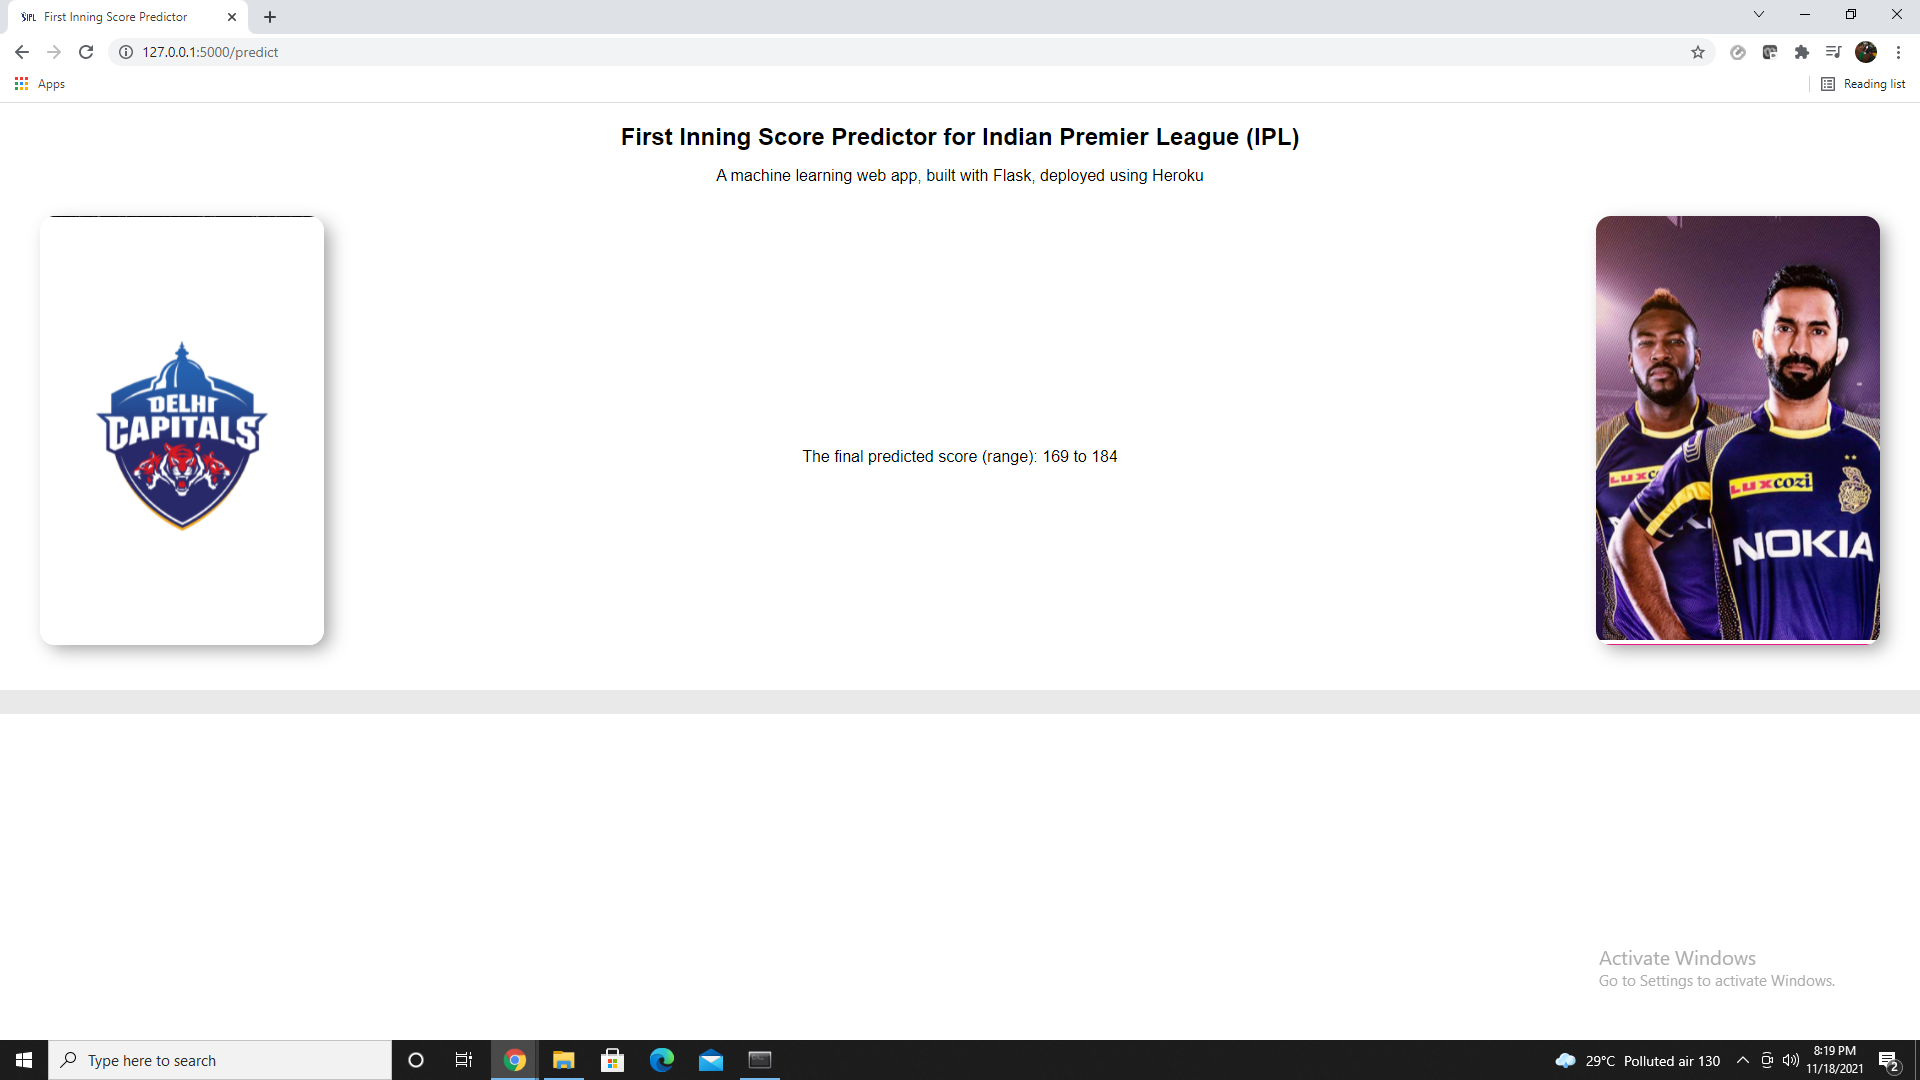 First Inning Score Predictor
127.0.0.1:5000/predict
Apps
Reading list
First Inning Score Predictor for Indian Premier League (IPL)
A machine learning web app, built with Flask, deployed using Heroku
DELHI
CAPITALS
The final predicted score (range): 169 to 184
LUX cozi
NOKIA
Activate Windows
Go to Settings to activate Windows.
Type here to search
29°C Polluted air 130
8:19 PM
11/18/2021
2